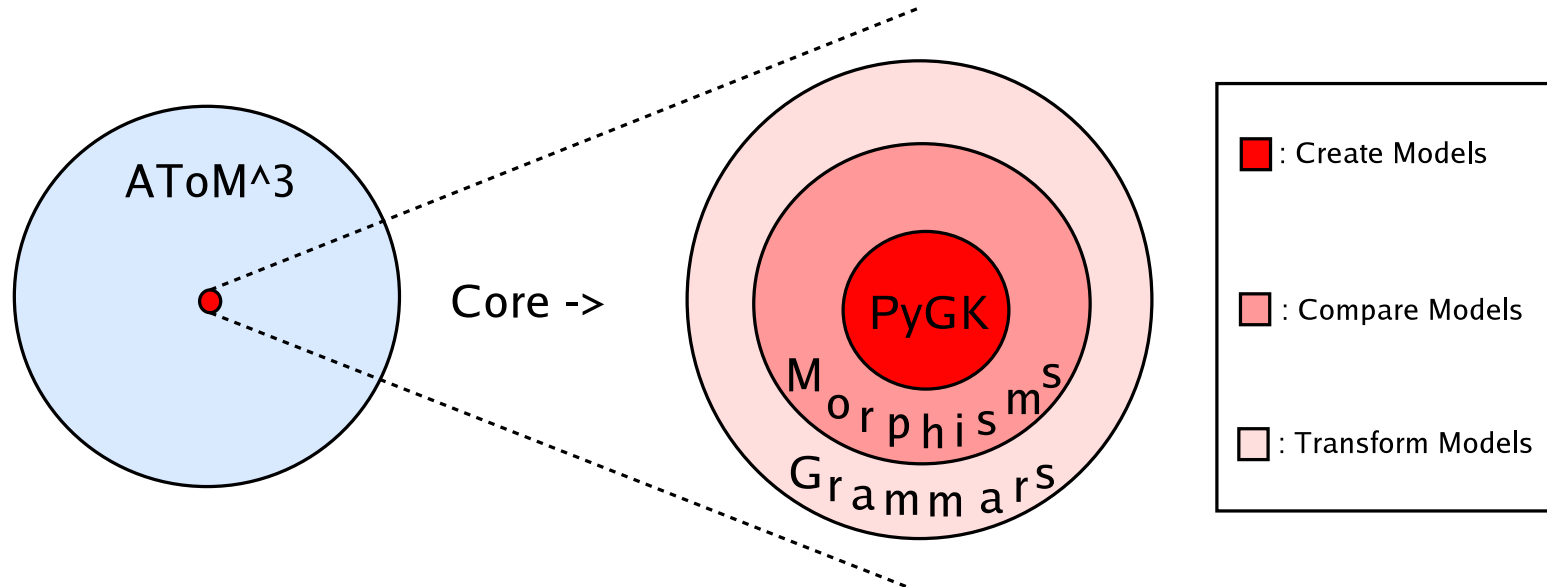 AToM^3
Core ->
PyGK
Morphisms
Grammars
: Create Models
: Compare Models
: Transform Models